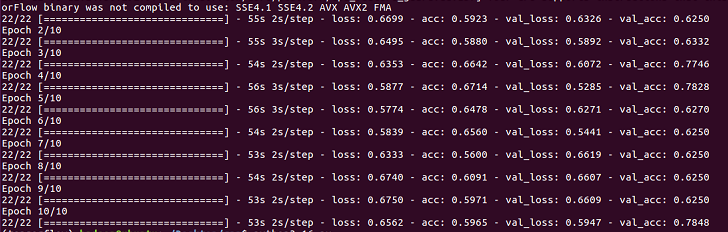 orFlow binary was not compiled to use: SSE4.1 SSE4.2 AVX AVX2 FMA
22/22 [==============================] - 55s 2s/step - loss: 0.6699 - acc: 0.5923 - val_loss: 0.6326 - val_acc: 0.6250
Epoch 2/10
22/22 [==============================] - 55s 3s/step - loss: 0.6495 - acc: 0.5880 - val_loss: 0.5892 - val_acc: 0.6332
Epoch 3/10
22/22 [==============================] - 54s 2s/step - loss: 0.6353 - acc: 0.6642 - val_loss: 0.6072 - val_acc: 0.7746
Epoch 4/10
22/22 [==============================] - 56s 3s/step - loss: 0.5877 - acc: 0.6714 - val_loss: 0.5285 - val_acc: 0.7828
Epoch 5/10
22/22 [==============================] - 56s 3s/step - loss: 0.5774 - acc: 0.6478 - val_loss: 0.6271 - val_acc: 0.6270
Epoch 6/10
22/22 [==============================] - 54s 2s/step - loss: 0.5839 - acc: 0.6560 - val_loss: 0.5441 - val_acc: 0.6250
Epoch 7/10
22/22 [==============================] - 53s 2s/step - loss: 0.6333 - acc: 0.5600 - val_loss: 0.6619 - val_acc: 0.6250
Epoch 8/10
22/22 [==============================] - 54s 2s/step - loss: 0.6740 - acc: 0.6091 - val_loss: 0.6607 - val_acc: 0.6250
Epoch 9/10
22/22 [==============================] - 53s 2s/step - loss: 0.6750 - acc: 0.5971 - val_loss: 0.6609 - val_acc: 0.6250
Epoch 10/10
22/22 [==============================] - 53s 2s/step - loss: 0.6562 - acc: 0.5965 - val_loss: 0.5947 - val_acc: 0.7848